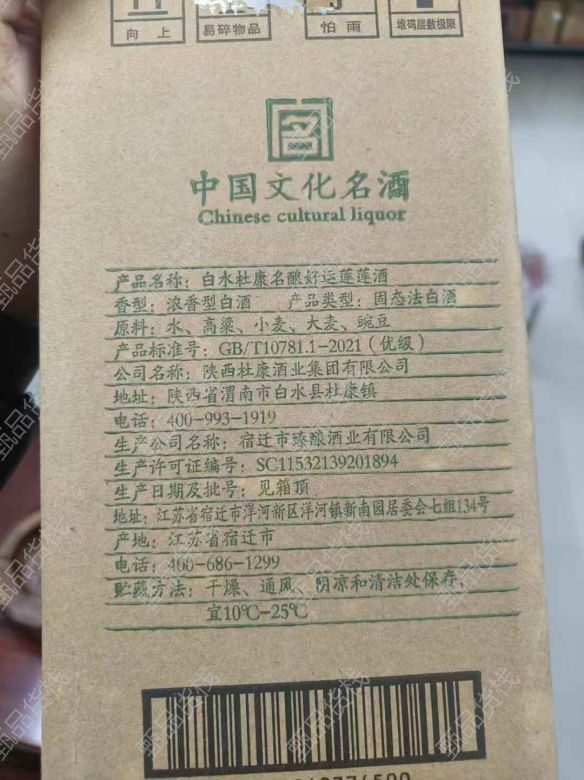 向上
易碎物品
怕雨
堆码层数极限
名
中国文化名酒
Chinese cultural liquor
产品名称：白水杜康名酿好运莲莲酒
香型：浓香型白酒 产品类型：固态法白酒
原料：水、高粱、小麦、大麦、豌豆
产品标准号：GB/T10781.1-2021（优级）
公司名称：陕西杜康酒业集团有限公司
地址：陕西省渭南市白水县杜康镇
电话：400-993-1919
生产公司名称：宿迁市臻酿酒业有限公司
生产许可证编号：SC11532139201894
生产日期及批号：见箱顶
地址：江苏省宿迁市洋河新区洋河镇新南园居委会七组134号
产地：江苏省宿迁市
电话：400-686-1299
贮藏方法：干燥、通风、阴凉和清洁处保存，
宜10℃-25℃
甄品货栈